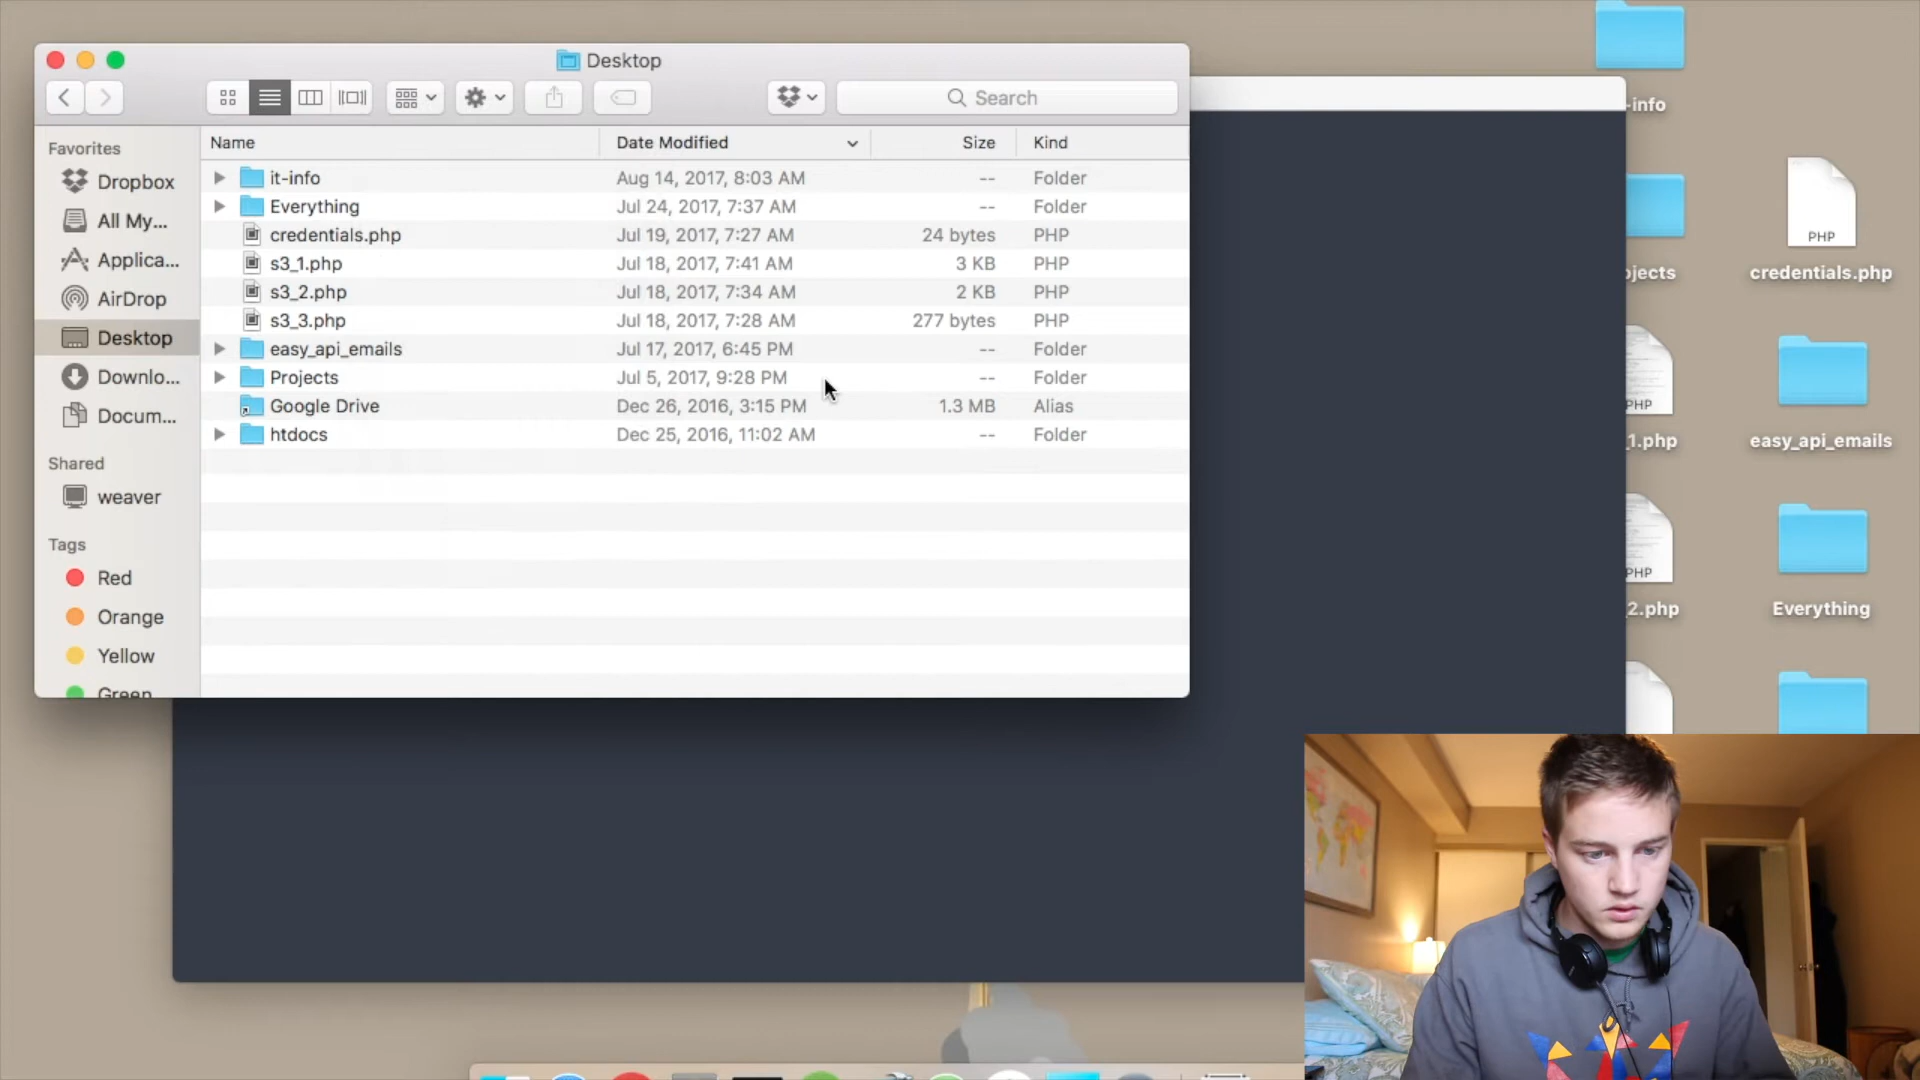 Desktop
Search
Favorites
Dropbox
All My...
Applica...
AirDrop
Desktop
Downlo...
Docum...
Shared
weaver
Tags
Red
Orange
Yellow
Green
Name Date Modified Size Kind
it-info Aug 14, 2017, 8:03 AM -- Folder
Everything Jul 24, 2017, 7:37 AM -- Folder
credentials.php Jul 19, 2017, 7:27 AM 24 bytes PHP
s3_1.php Jul 18, 2017, 7:41 AM 3 KB PHP
s3_2.php Jul 18, 2017, 7:34 AM 2 KB PHP
s3_3.php Jul 18, 2017, 7:28 AM 277 bytes PHP
easy_api_emails Jul 17, 2017, 6:45 PM -- Folder
Projects Jul 5, 2017, 9:28 PM -- Folder
Google Drive Dec 26, 2016, 3:15 PM 1.3 MB Alias
htdocs Dec 25, 2016, 11:02 AM -- Folder
-info
PHP
ojects
credentials.php
PHP
_1.php
easy_api_emails
PHP
2.php
Everything